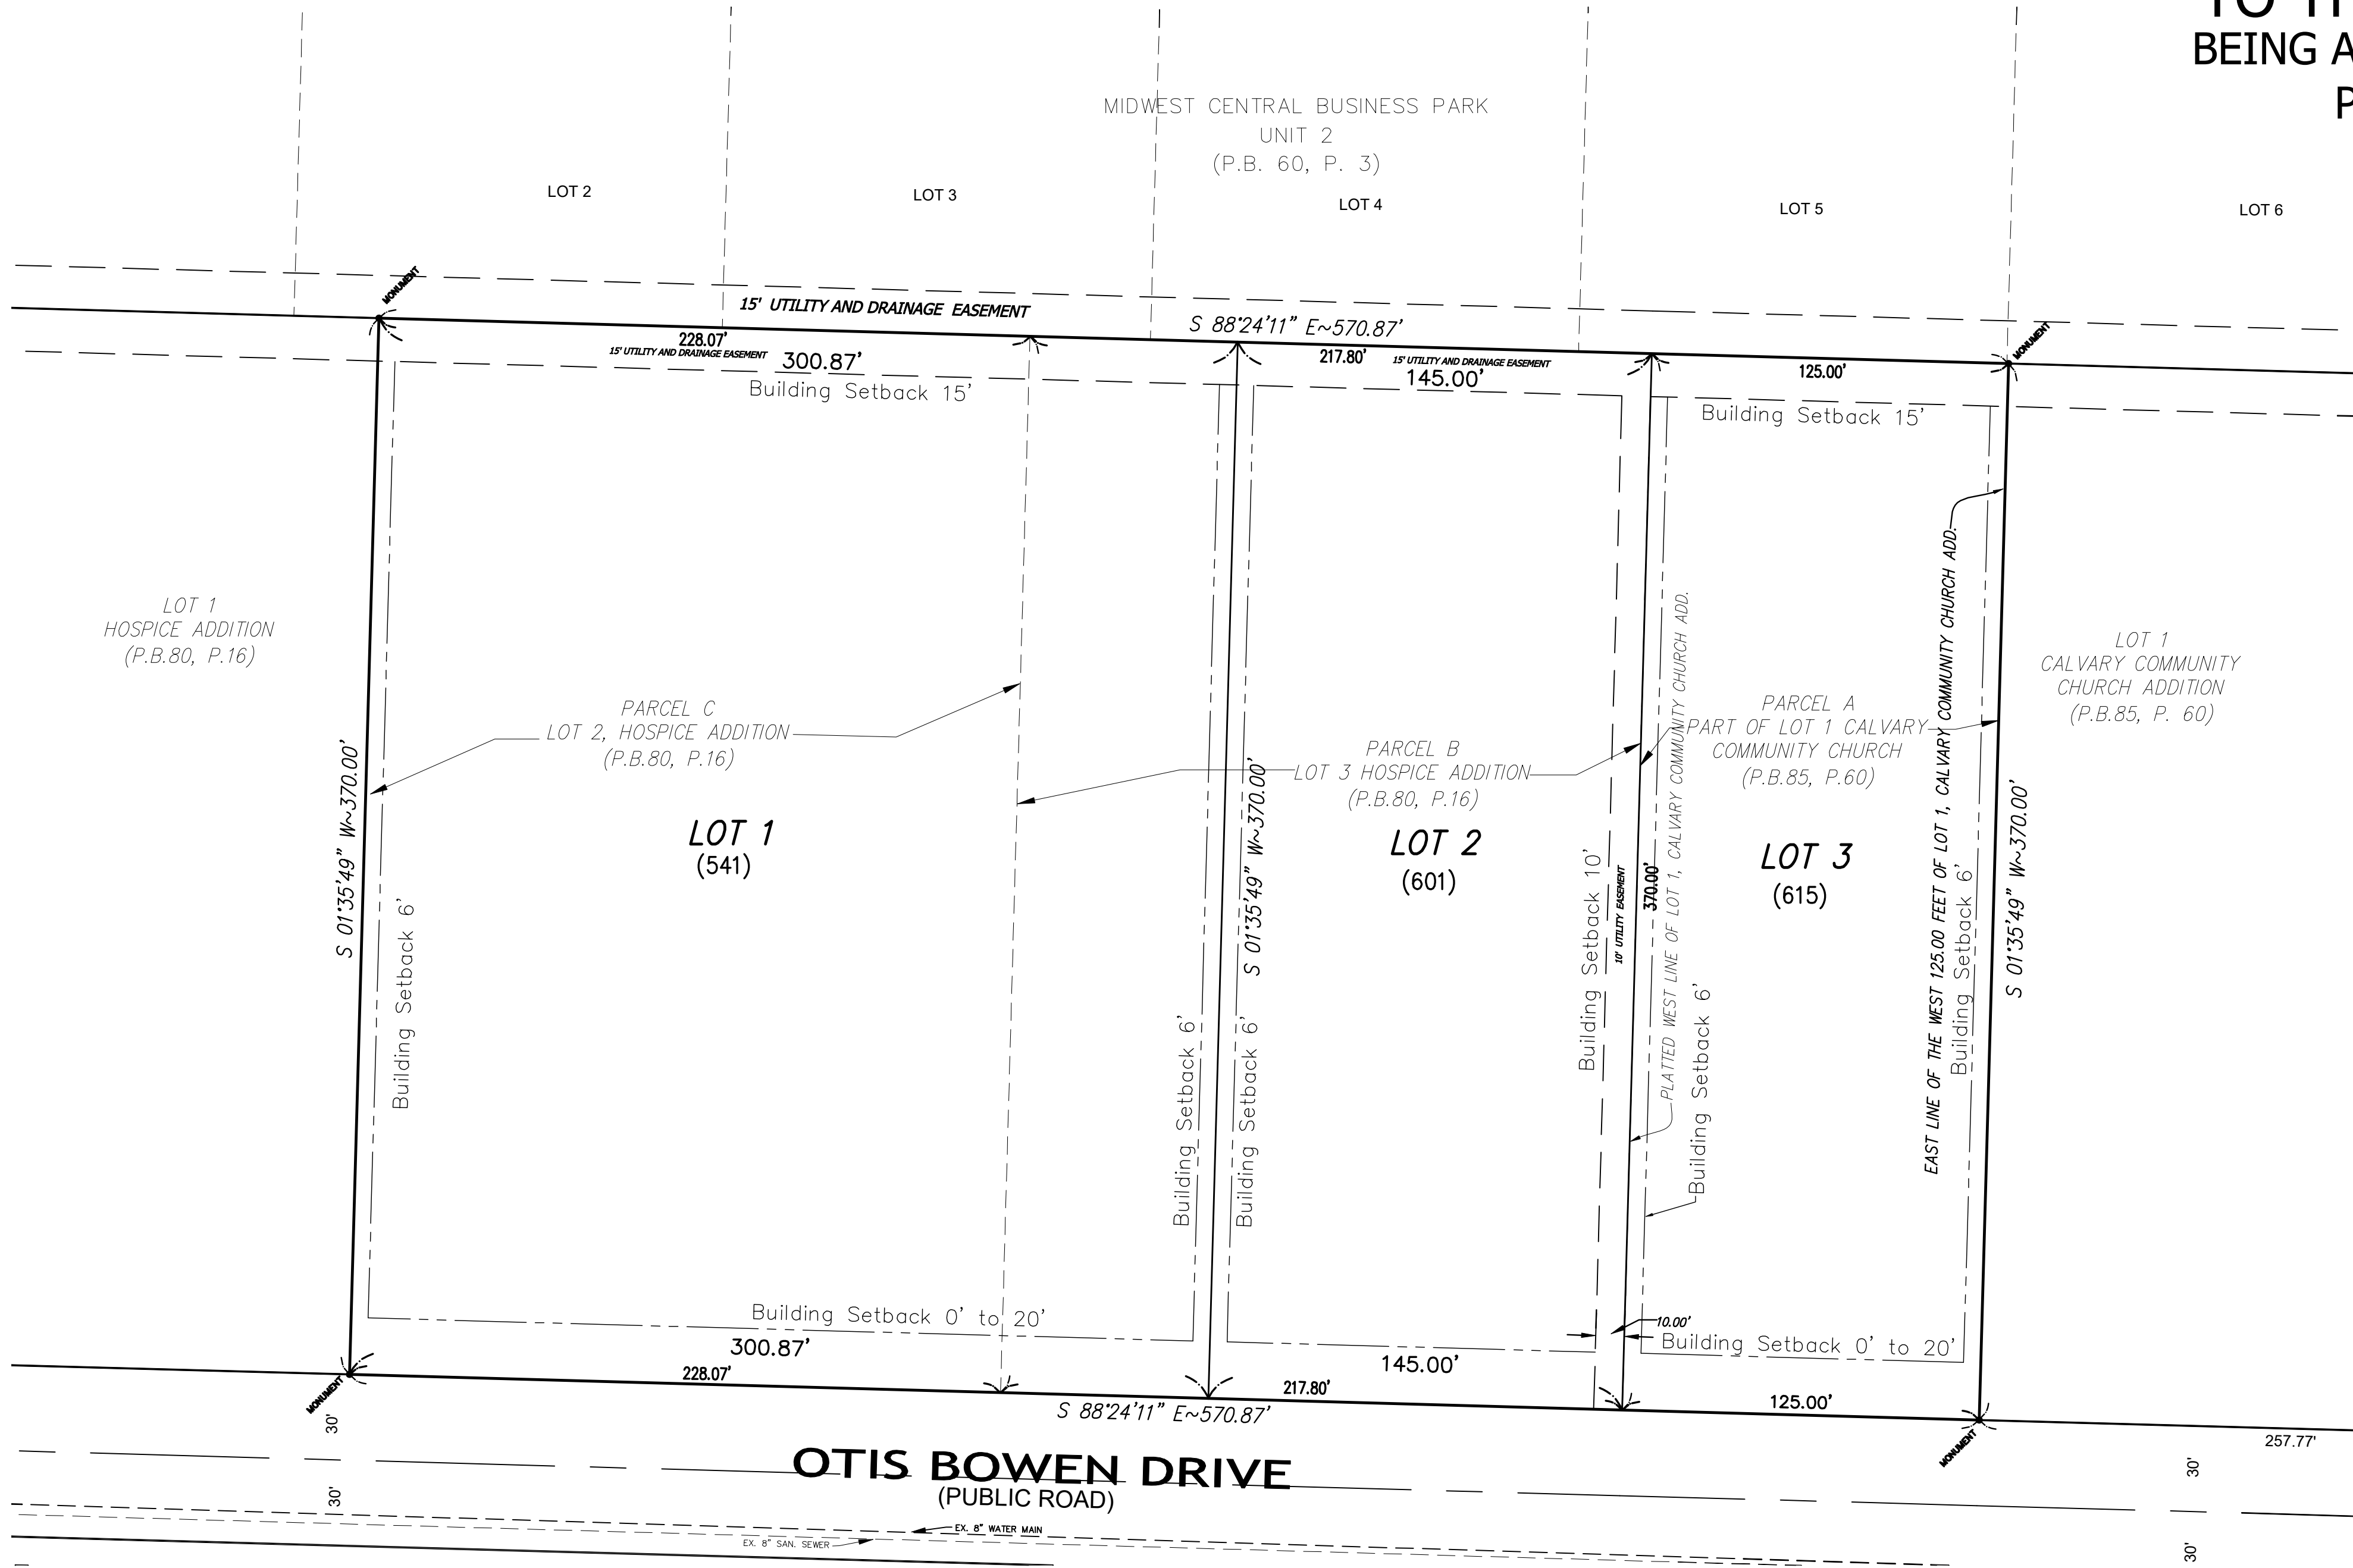 TO TH
BEING A
P
MIDWEST CENTRAL BUSINESS PARK
UNIT 2
(P.B. 60, P. 3)
LOT 2
LOT 3
LOT 4
LOT 5
LOT 6
MONUMENT
15' UTILITY AND DRAINAGE EASEMENT
S 88°24'11" E~570.87'
MONUMENT
228.07'
15' UTILITY AND DRAINAGE EASEMENT
300.87'
217.80'
15' UTILITY AND DRAINAGE EASEMENT
145.00'
125.00'
Building Setback 15'
Building Setback 15'
LOT 1
HOSPICE ADDITION
(P.B.80, P.16)
S 01°35'49" W~370.00'
Building Setback 6'
PARCEL C
LOT 2, HOSPICE ADDITION
(P.B.80, P.16)
LOT 1
(541)
Building Setback 6'
S 01°35'49" W~370.00'
Building Setback 6'
PARCEL B
LOT 3 HOSPICE ADDITION
(P.B.80, P.16)
LOT 2
(601)
Building Setback 10'
10' UTILITY EASEMENT
370.00'
PLATTED WEST LINE OF LOT 1, CALVARY COMMUNITY CHURCH ADD.
Building Setback 6'
PARCEL A
PART OF LOT 1 CALVARY
COMMUNITY CHURCH
(P.B.85, P.60)
LOT 3
(615)
EAST LINE OF THE WEST 125.00 FEET OF LOT 1, CALVARY COMMUNITY CHURCH ADD.
Building Setback 6'
S 01°35'49" W~370.00'
LOT 1
CALVARY COMMUNITY
CHURCH ADDITION
(P.B.85, P. 60)
Building Setback 0' to 20'
10.00'
Building Setback 0' to 20'
300.87'
145.00'
228.07'
217.80'
125.00'
MONUMENT
S 88°24'11" E~570.87'
MONUMENT
257.77'
30'
30'
OTIS BOWEN DRIVE
(PUBLIC ROAD)
30'
30'
EX. 8" WATER MAIN
EX. 8" SAN. SEWER